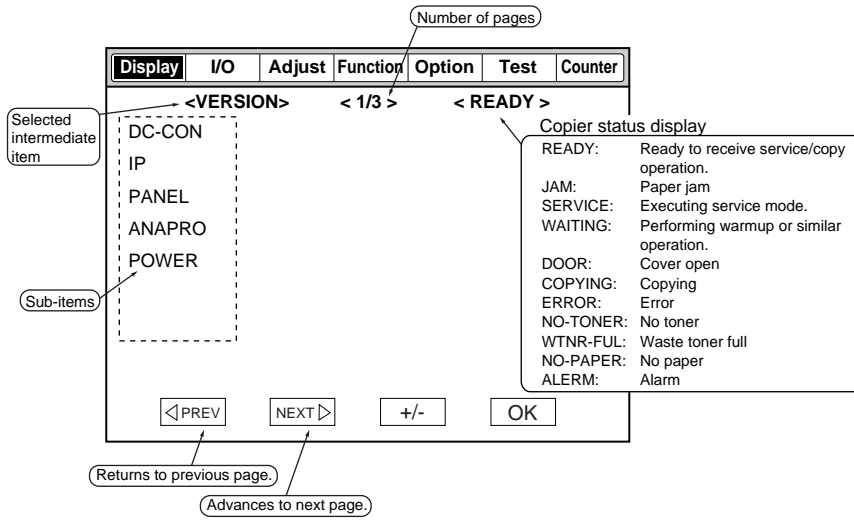 Number of pages
Display I/O Adjust Function Option Test Counter
<VERSION> < 1/3 > < READY >
Selected
intermediate
item
DC-CON
IP
PANEL
ANAPRO
POWER
Sub-items
Copier status display
READY: Ready to receive service/copy
operation.
JAM: Paper jam
SERVICE: Executing service mode.
WAITING: Performing warmup or similar
operation.
DOOR: Cover open
COPYING: Copying
ERROR: Error
NO-TONER: No toner
WTNR-FUL: Waste toner full
NO-PAPER: No paper
ALERM: Alarm
PREV NEXT +/- OK
Returns to previous page.
Advances to next page.